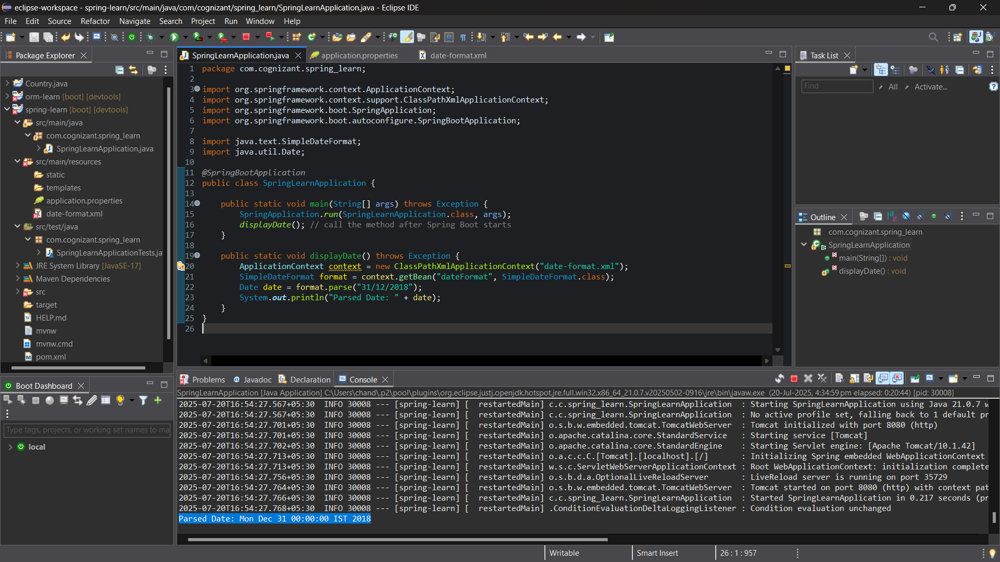 eclipse-workspace - spring-learn/src/main/java/com/cognizant/spring_learn/SpringLearnApplication.java - Eclipse IDE
File Edit Source Refactor Navigate Search Project Run Window Help
Package Explorer
Country.java
orm-learn [boot] [devtools]
spring-learn [boot] [devtools]
src/main/java
com.cognizant.spring_learn
SpringLearnApplication.java
src/main/resources
static
templates
application.properties
date-format.xml
src/test/java
com.cognizant.spring_learn
SpringLearnApplicationTests.ja
JRE System Library [JavaSE-17]
Maven Dependencies
src
target
HELP.md
mvnw
mvnw.cmd
pom.xml
Boot Dashboard
Type tags, projects, or working set names to ma
local
SpringLearnApplication.java application.properties date-format.xml
1 package com.cognizant.spring_learn;
2
3 import org.springframework.context.ApplicationContext;
4 import org.springframework.context.support.ClassPathXmlApplicationContext;
5 import org.springframework.boot.SpringApplication;
6 import org.springframework.boot.autoconfigure.SpringBootApplication;
7
8 import java.text.SimpleDateFormat;
9 import java.util.Date;
10
11 @SpringBootApplication
12 public class SpringLearnApplication {
13
14 public static void main(String[] args) throws Exception {
15 SpringApplication.run(SpringLearnApplication.class, args);
16 displayDate(); // call the method after Spring Boot starts
17 }
18
19 public static void displayDate() throws Exception {
20 ApplicationContext context = new ClassPathXmlApplicationContext("date-format.xml");
21 SimpleDateFormat format = context.getBean("dateFormat", SimpleDateFormat.class);
22 Date date = format.parse("31/12/2018");
23 System.out.println("Parsed Date: " + date);
24 }
25 }
26
Task List
Find All Activate...
Outline
com.cognizant.spring_learn
SpringLearnApplication
main(String[]) : void
displayDate() : void
Problems Javadoc Declaration Console
SpringLearnApplication [Java Application] C:\Users\chand\.p2\pool\plugins\org.eclipse.justj.openjdk.hotspot.jre.full.win32.x86_64_21.0.7.v20250502-0916\jre\bin\javaw.exe (20-Jul-2025, 4:34:59 pm elapsed: 0:20:44) [pid: 30008]
2025-07-20T16:54:27.567+05:30 INFO 30008 --- [spring-learn] [ restartedMain] c.c.spring_learn.SpringLearnApplication : Starting SpringLearnApplication using Java 21.0.7 w
2025-07-20T16:54:27.567+05:30 INFO 30008 --- [spring-learn] [ restartedMain] c.c.spring_learn.SpringLearnApplication : No active profile set, falling back to 1 default pr
2025-07-20T16:54:27.701+05:30 INFO 30008 --- [spring-learn] [ restartedMain] o.s.b.w.embedded.tomcat.TomcatWebServer : Tomcat initialized with port 8080 (http)
2025-07-20T16:54:27.701+05:30 INFO 30008 --- [spring-learn] [ restartedMain] o.apache.catalina.core.StandardService : Starting service [Tomcat]
2025-07-20T16:54:27.702+05:30 INFO 30008 --- [spring-learn] [ restartedMain] o.apache.catalina.core.StandardEngine : Starting Servlet engine: [Apache Tomcat/10.1.42]
2025-07-20T16:54:27.713+05:30 INFO 30008 --- [spring-learn] [ restartedMain] o.a.c.c.C.[Tomcat].[localhost].[/] : Initializing Spring embedded WebApplicationContext
2025-07-20T16:54:27.713+05:30 INFO 30008 --- [spring-learn] [ restartedMain] w.s.c.ServletWebServerApplicationContext : Root WebApplicationContext: initialization complete
2025-07-20T16:54:27.756+05:30 INFO 30008 --- [spring-learn] [ restartedMain] o.s.b.d.a.OptionalLiveReloadServer : LiveReload server is running on port 35729
2025-07-20T16:54:27.764+05:30 INFO 30008 --- [spring-learn] [ restartedMain] o.s.b.w.embedded.tomcat.TomcatWebServer : Tomcat started on port 8080 (http) with context pat
2025-07-20T16:54:27.766+05:30 INFO 30008 --- [spring-learn] [ restartedMain] c.c.spring_learn.SpringLearnApplication : Started SpringLearnApplication in 0.217 seconds (pr
2025-07-20T16:54:27.768+05:30 INFO 30008 --- [spring-learn] [ restartedMain] .ConditionEvaluationDeltaLoggingListener : Condition evaluation unchanged
Parsed Date: Mon Dec 31 00:00:00 IST 2018
Writable Smart Insert 26 : 1 : 957